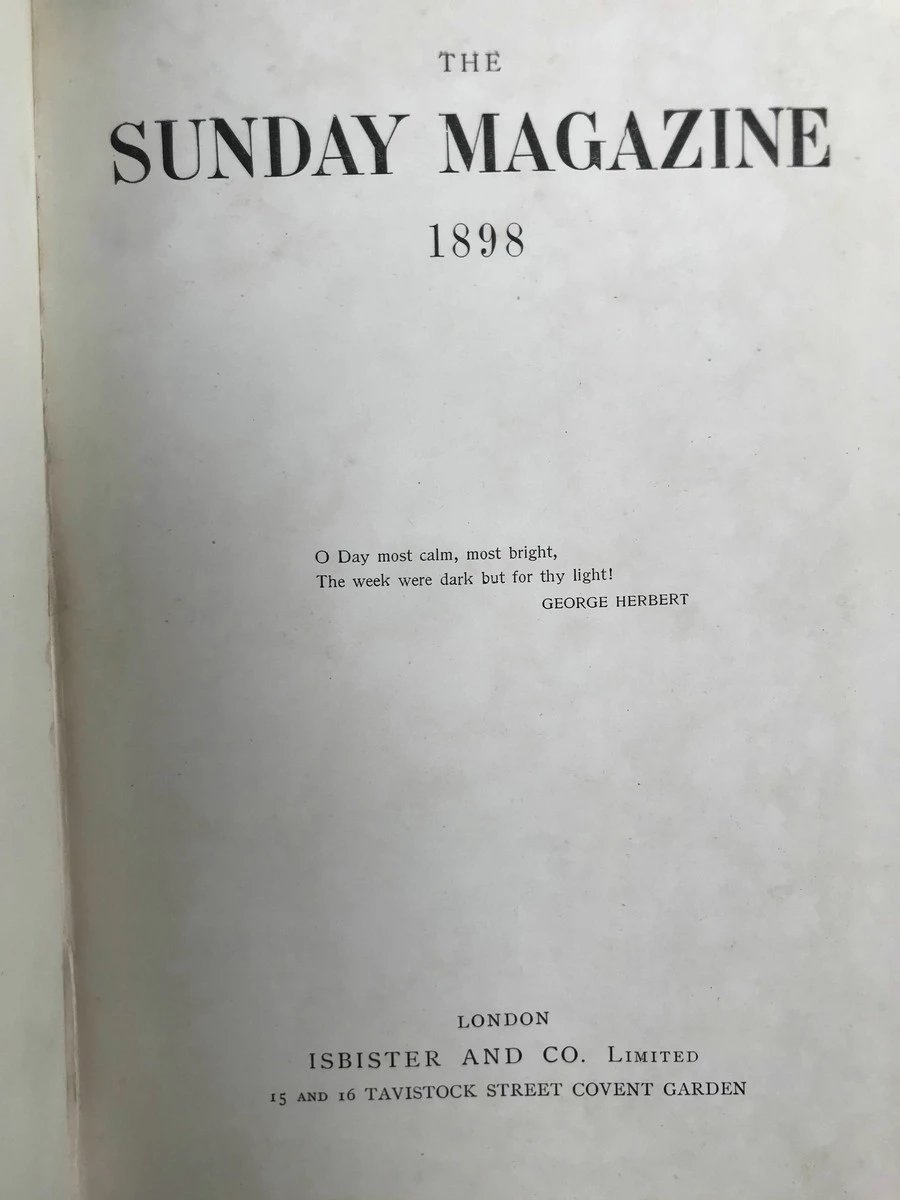 THE
SUNDAY MAGAZINE
1898
O Day most calm, most bright,
The week were dark but for thy light!
GEORGE HERBERT
LONDON
ISBISTER AND CO. LIMITED
15 AND 16 TAVISTOCK STREET COVENT GARDEN